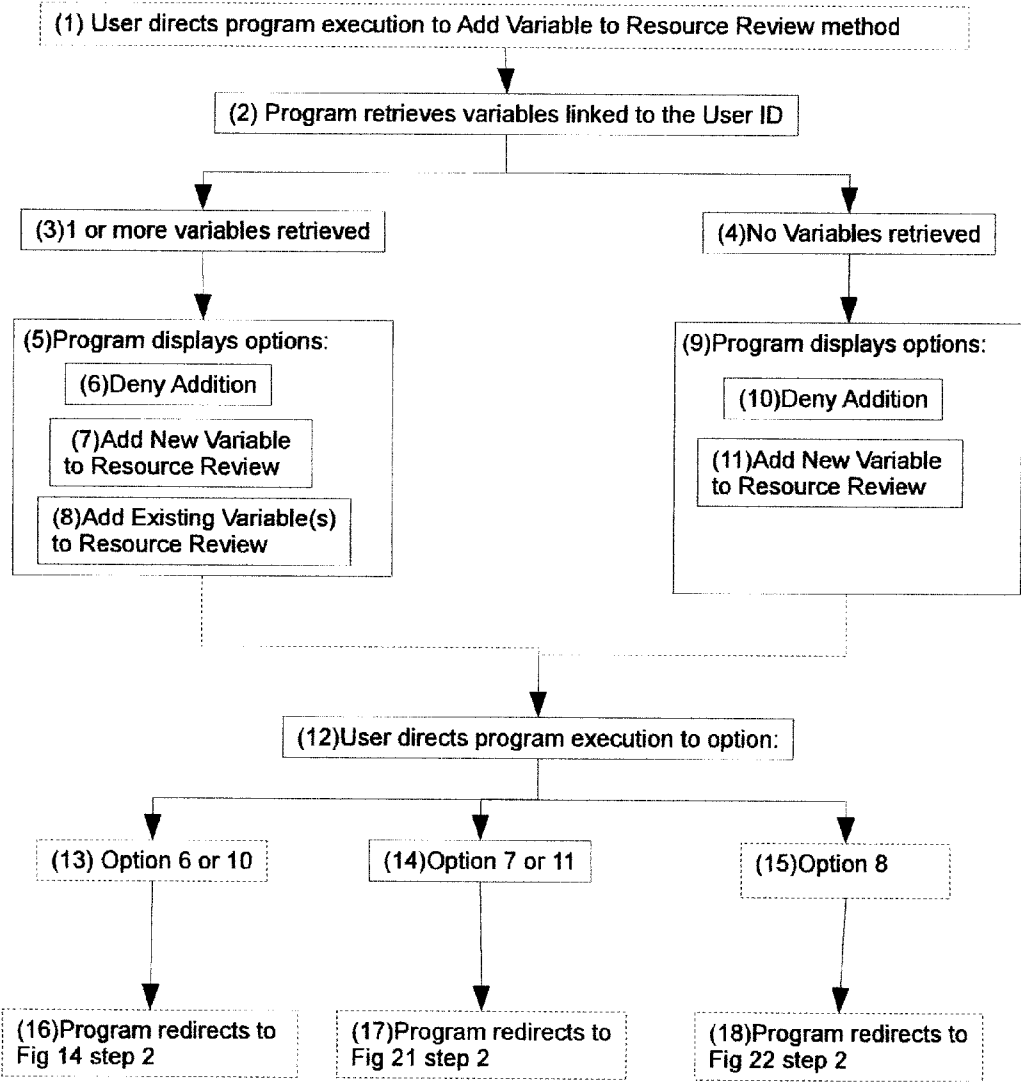 (1) User directs program execution to Add Variable to Resource Review method
(2) Program retrieves variables linked to the User ID
(3)1 or more variables retrieved
(4)No Variables retrieved
(5)Program displays options:
(6)Deny Addition
(7)Add New Variable
to Resource Review
(8)Add Existing Variable(s)
to Resource Review
(9)Program displays options:
(10)Deny Addition
(11)Add New Variable
to Resource Review
(12)User directs program execution to option:
(13) Option 6 or 10
(14)Option 7 or 11
(15)Option 8
(16)Program redirects to
Fig 14 step 2
(17)Program redirects to
Fig 21 step 2
(18)Program redirects to
Fig 22 step 2